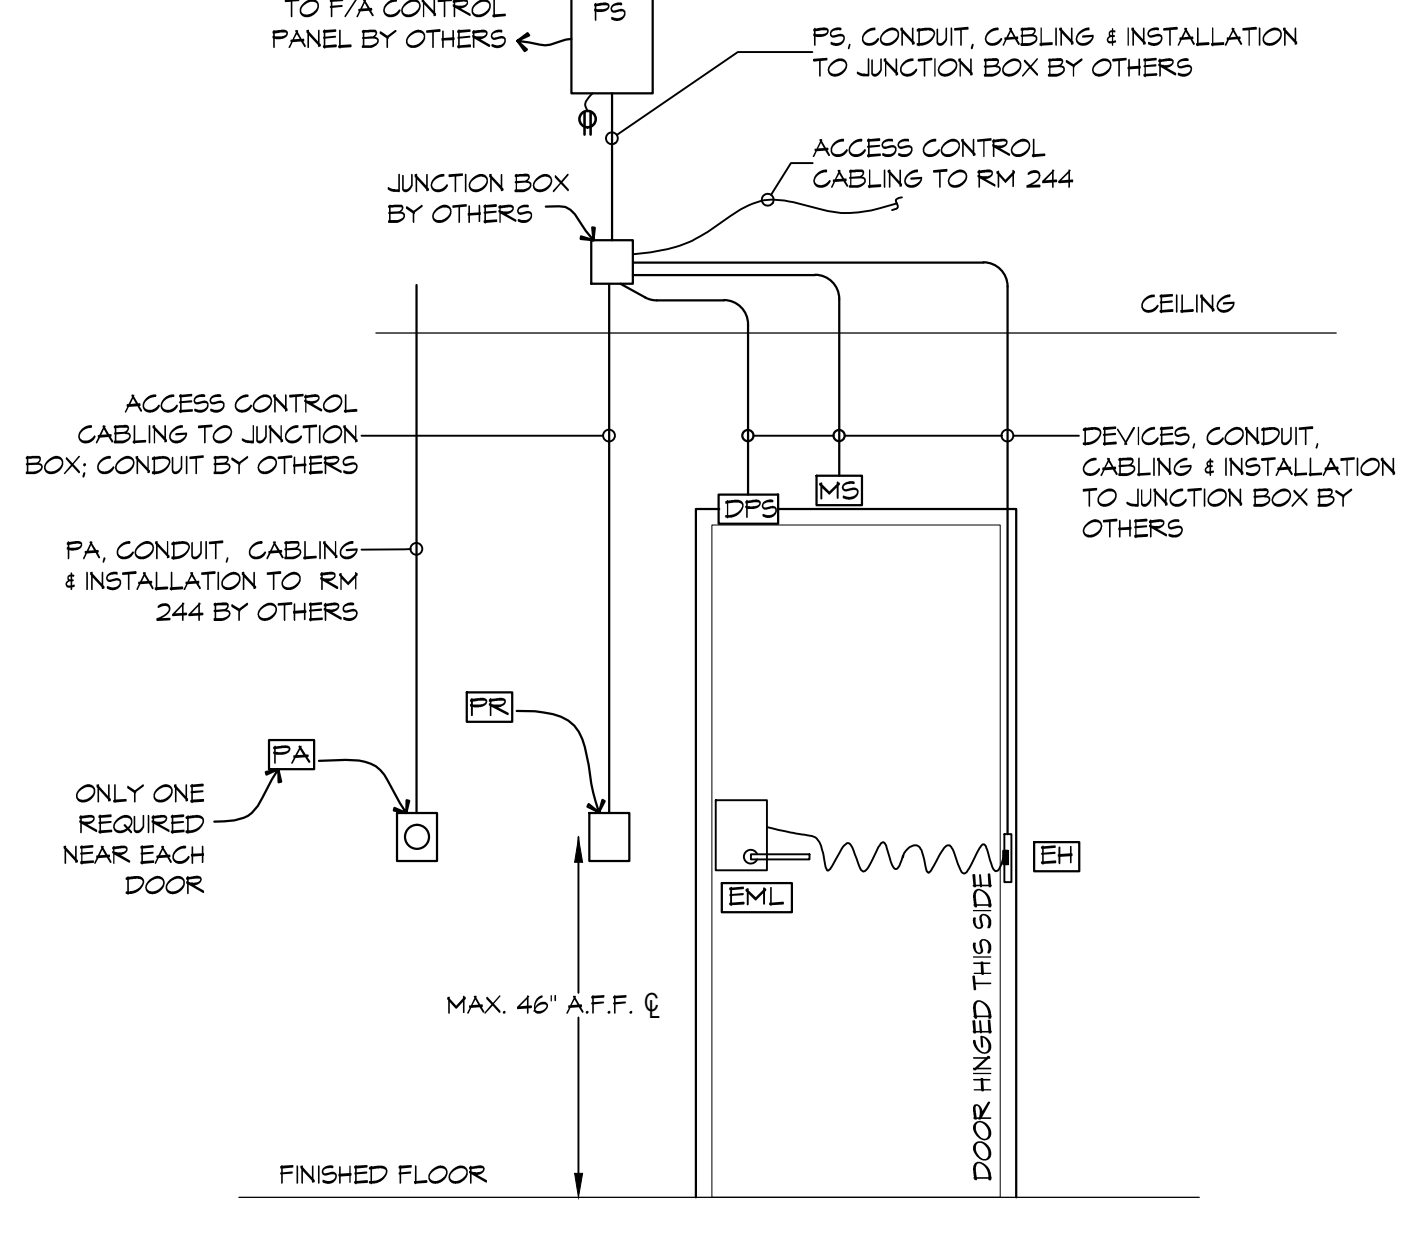 TO F/A CONTROL
PANEL BY OTHERS
PS
PS, CONDUIT, CABLING & INSTALLATION
TO JUNCTION BOX BY OTHERS
ACCESS CONTROL
CABLING TO RM 244
JUNCTION BOX
BY OTHERS
CEILING
ACCESS CONTROL
CABLING TO JUNCTION
BOX; CONDUIT BY OTHERS
DEVICES, CONDUIT,
CABLING & INSTALLATION
TO JUNCTION BOX BY
OTHERS
MS
DPS
PA, CONDUIT, CABLING
& INSTALLATION TO RM
244 BY OTHERS
PR
PA
ONLY ONE
REQUIRED
NEAR EACH
DOOR
EH
EML
DOOR HINGED THIS SIDE
MAX. 46" A.F.F. ℄
FINISHED FLOOR